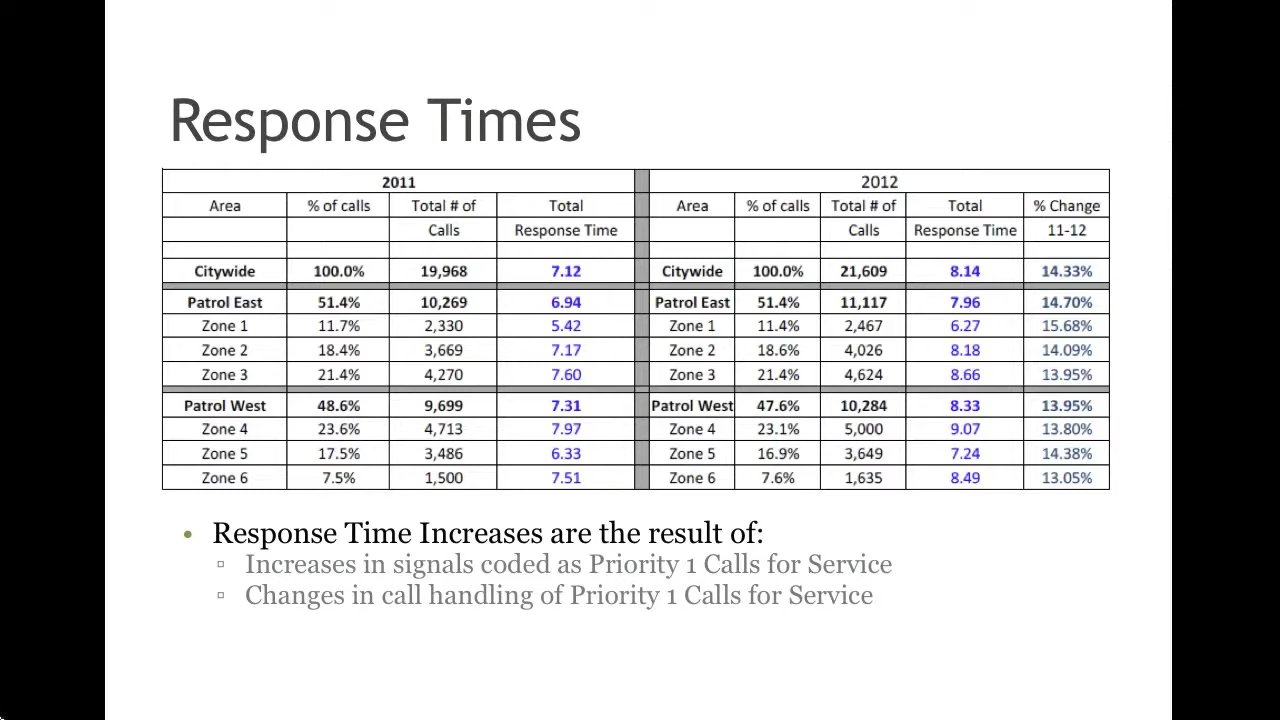 Response Times
2011 2012
Area % of calls Total # of Total Area % of calls Total # of Total % Change
Calls Response Time Calls Response Time 11-12
Citywide 100.0% 19,968 7.12 Citywide 100.0% 21,609 8.14 14.33%
Patrol East 51.4% 10,269 6.94 Patrol East 51.4% 11,117 7.96 14.70%
Zone 1 11.7% 2,330 5.42 Zone 1 11.4% 2,467 6.27 15.68%
Zone 2 18.4% 3,669 7.17 Zone 2 18.6% 4,026 8.18 14.09%
Zone 3 21.4% 4,270 7.60 Zone 3 21.4% 4,624 8.66 13.95%
Patrol West 48.6% 9,699 7.31 Patrol West 47.6% 10,284 8.33 13.95%
Zone 4 23.6% 4,713 7.97 Zone 4 23.1% 5,000 9.07 13.80%
Zone 5 17.5% 3,486 6.33 Zone 5 16.9% 3,649 7.24 14.38%
Zone 6 7.5% 1,500 7.51 Zone 6 7.6% 1,635 8.49 13.05%
• Response Time Increases are the result of:
▫ Increases in signals coded as Priority 1 Calls for Service
▫ Changes in call handling of Priority 1 Calls for Service